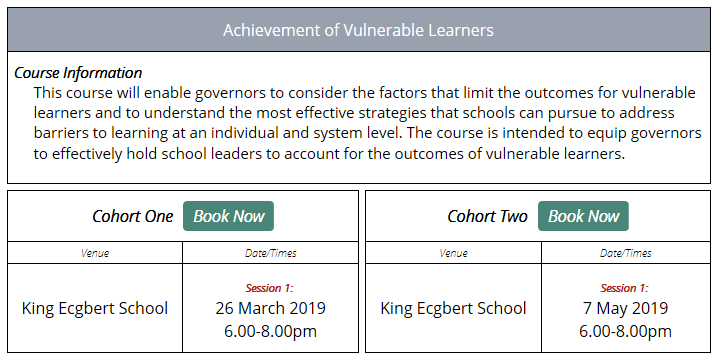 Achievement of Vulnerable Learners
Course Information
This course will enable governors to consider the factors that limit the outcomes for vulnerable
learners and to understand the most effective strategies that schools can pursue to address
barriers to learning at an individual and system level. The course is intended to equip governors
to effectively hold school leaders to account for the outcomes of vulnerable learners.
Cohort One Book Now
Venue Date/Times
King Ecgbert School
Session 1:
26 March 2019
6.00-8.00pm
Cohort Two Book Now
Venue Date/Times
King Ecgbert School
Session 1:
7 May 2019
6.00-8.00pm